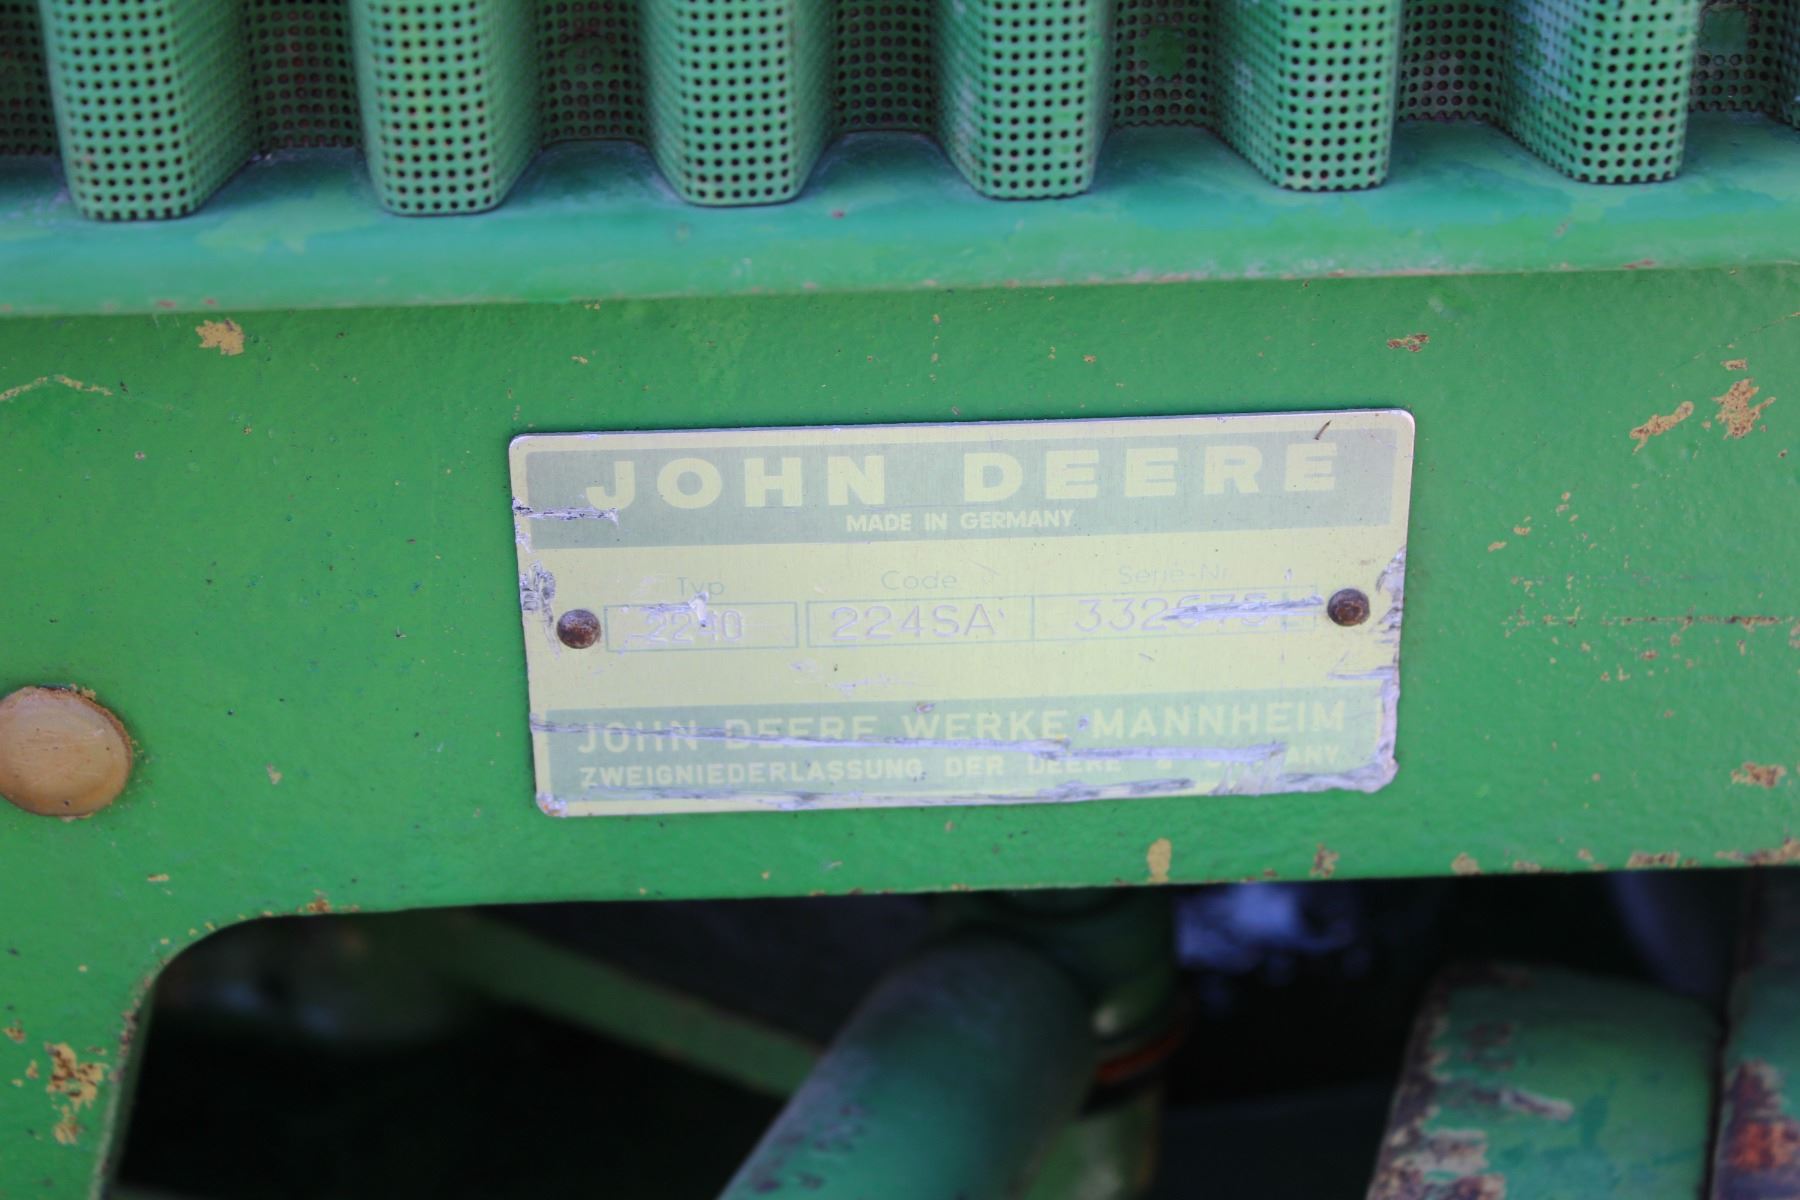 JOHN DEERE
MADE IN GERMANY
Typ Code Serie-Nr.
2240 224SA
JOHN DEERE WERKE MANNHEIM
ZWEIGNIEDERLASSUNG DER DEERE